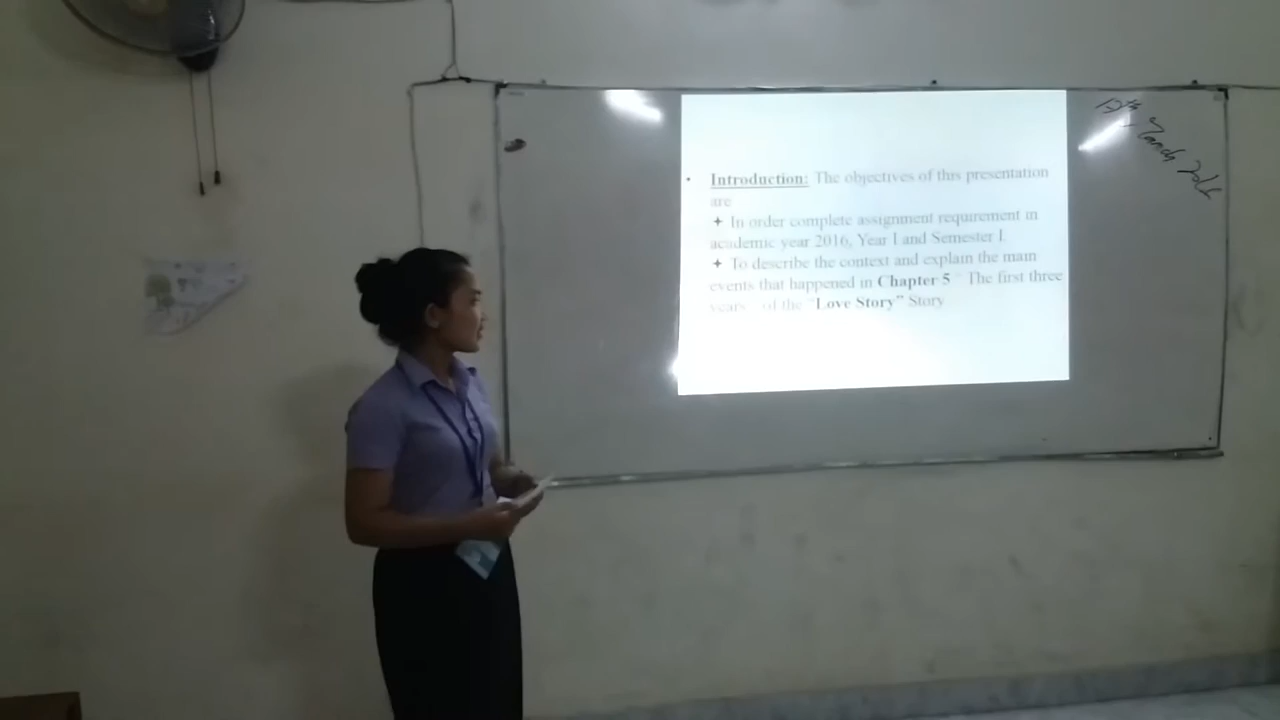 • Introduction: The objectives of this presentation
are
✦ In order complete assignment requirement in
academic year 2016, Year I and Semester I.
✦ To describe the context and explain the main
events that happened in Chapter 5 " The first three
years " of the "Love Story" Story